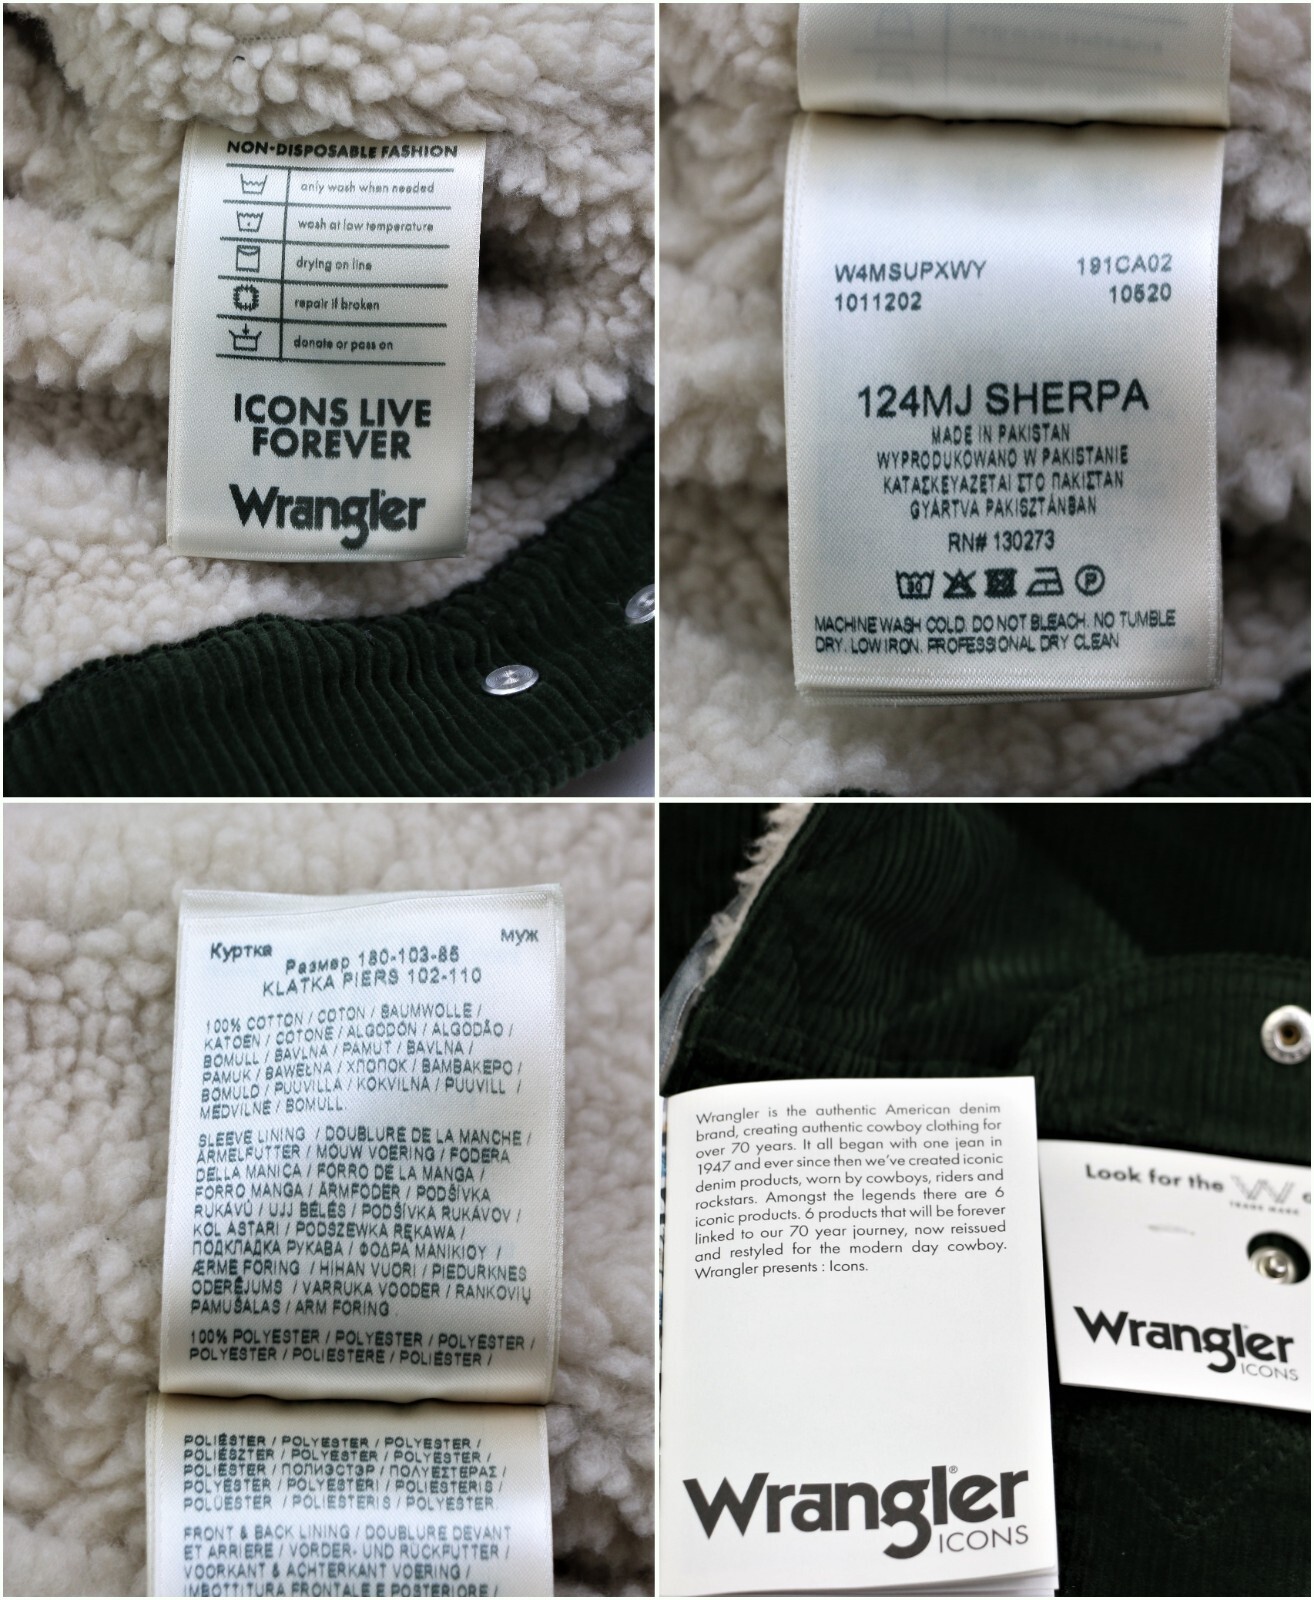 NON-DISPOSABLE FASHION
only wash when needed
wash at low temperature
drying on line
repair if broken
donate or pass on
ICONS LIVE
FOREVER
Wrangler
W4MSUPXWY 191CA02
1011202 10520
124MJ SHERPA
MADE IN PAKISTAN
WYPRODUKOWANO W PAKISTANIE
ΚΑΤΑΣΚΕΥΑΖΕΤΑΙ ΣΤΟ ΠΑΚΙΣΤΑΝ
GYÁRTVA PAKISZTÁNBAN
RN# 130273
30
P
MACHINE WASH COLD. DO NOT BLEACH. NO TUMBLE
DRY. LOW IRON. PROFESSIONAL DRY CLEAN
Куртка муж
Размер 180-103-85
KLATKA PIERS 102-110
100% COTTON / COTON / BAUMWOLLE /
KATOEN / COTONE / ALGODÓN / ALGODÃO /
BOMULL / BAVLNA / PAMUT / BAVLNA /
PAMUK / BAWEŁNA / ХЛОПОК / ΒΑΜΒΑΚΕΡΟ /
BOMULD / PUUVILLA / KOKVILNA / PUUVILL /
MEDVILNĖ / BOMULL.
SLEEVE LINING / DOUBLURE DE LA MANCHE /
ÄRMELFUTTER / MOUW VOERING / FODERA
DELLA MANICA / FORRO DE LA MANGA /
FORRO MANGA / ÄRMFODER / PODŠÍVKA
RUKÁVŮ / UJJ BÉLÉS / PODŠÍVKA RUKÁVOV /
KOL ASTARI / PODSZEWKA RĘKAWA /
ПОДКЛАДКА РУКАВА / ΦΟΔΡΑ ΜΑΝΙΚΙΟΥ /
ÆRME FORING / HIHAN VUORI / PIEDURKNES
ODERĒJUMS / VARRUKA VOODER / RANKOVIŲ
PAMUŠALAS / ARM FORING.
100% POLYESTER / POLYESTER / POLYESTER /
POLYESTER / POLIESTERE / POLIÉSTER /
POLIÉSTER / POLYESTER / POLYESTER /
POLIÉSZTER / POLYESTER / POLYESTER /
POLIESTER / ПОЛИЭСТЭР / ΠΟΛΥΕΣΤΕΡΑΣ /
POLYESTER / POLYESTERI / POLIESTERIS /
POLÜESTER / POLIESTERIS / POLYESTER.
FRONT & BACK LINING / DOUBLURE DEVANT
ET ARRIERE / VORDER- UND RÜCKFUTTER /
VOORKANT & ACHTERKANT VOERING /
IMBOTTITURA FRONTALE E POSTERIORE /
Wrangler is the authentic American denim
brand, creating authentic cowboy clothing for
over 70 years. It all began with one jean in
1947 and ever since then we've created iconic
denim products, worn by cowboys, riders and
rockstars. Amongst the legends there are 6
iconic products. 6 products that will be forever
linked to our 70 year journey, now reissued
and restyled for the modern day cowboy.
Wrangler presents : Icons.
Wrangler®
ICONS
Look for the W
TRADE MARK
Wrangler
ICONS